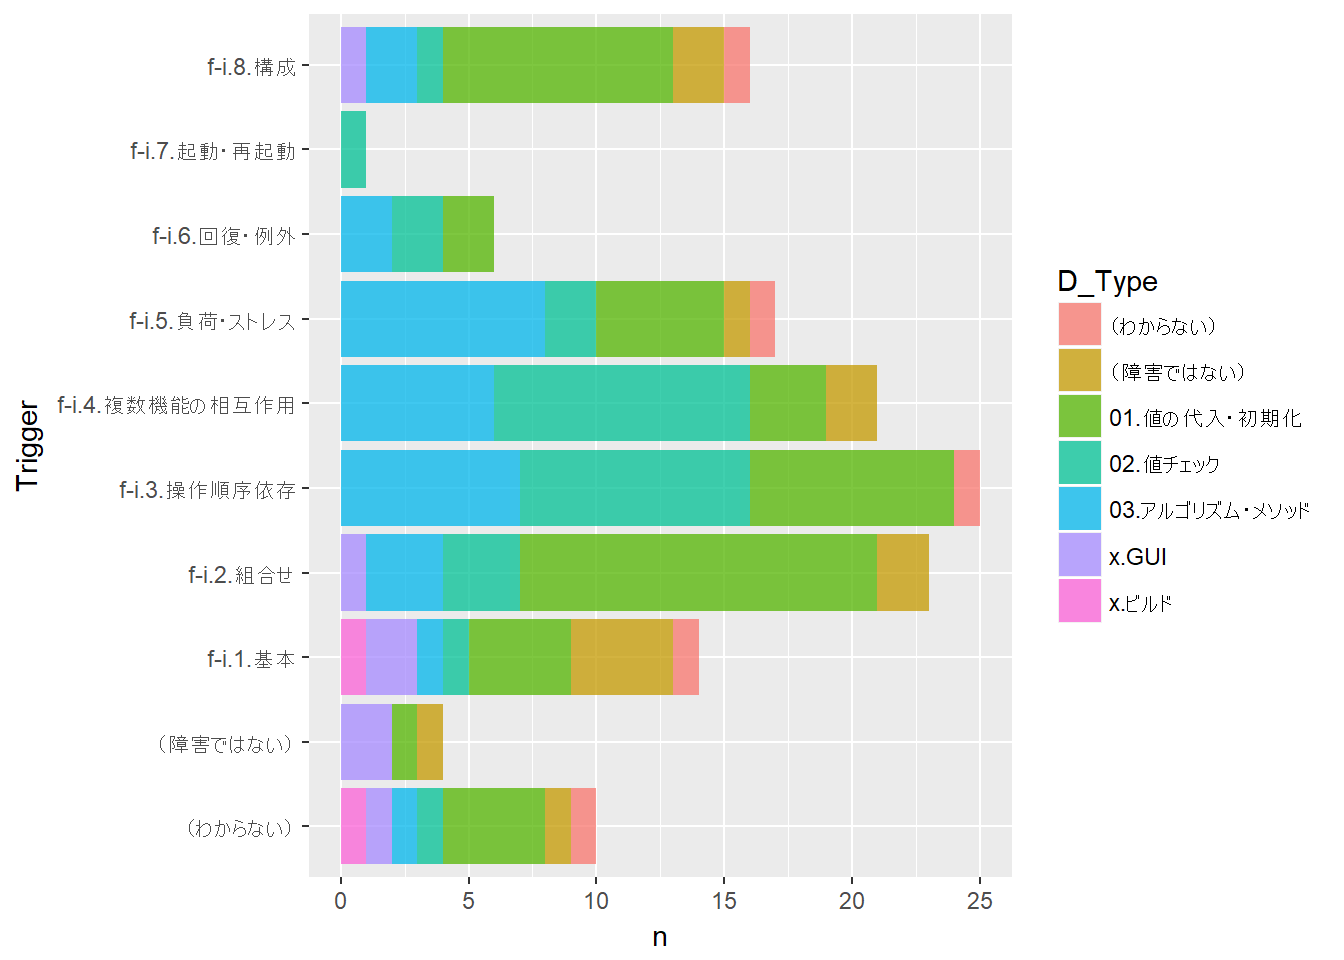 f-i.8.構成
f-i.7.起動・再起動
f-i.6.回復・例外
f-i.5.負荷・ストレス
f-i.4.複数機能の相互作用
f-i.3.操作順序依存
f-i.2.組合せ
f-i.1.基本
（障害ではない）
（わからない）
Trigger
0 5 10 15 20 25
n
D_Type
（わからない）
（障害ではない）
01.値の代入・初期化
02.値チェック
03.アルゴリズム・メソッド
x.GUI
x.ビルド